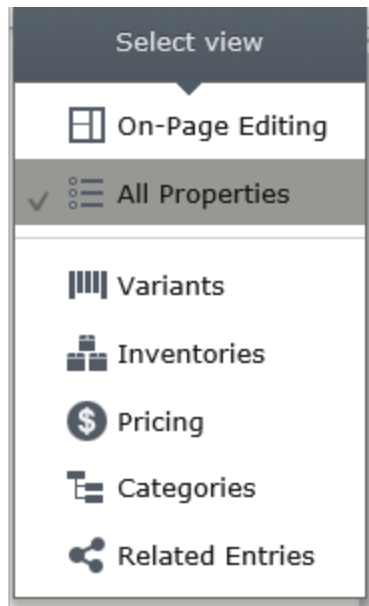 Select view
On-Page Editing
All Properties
Variants
Inventories
Pricing
Categories
Related Entries